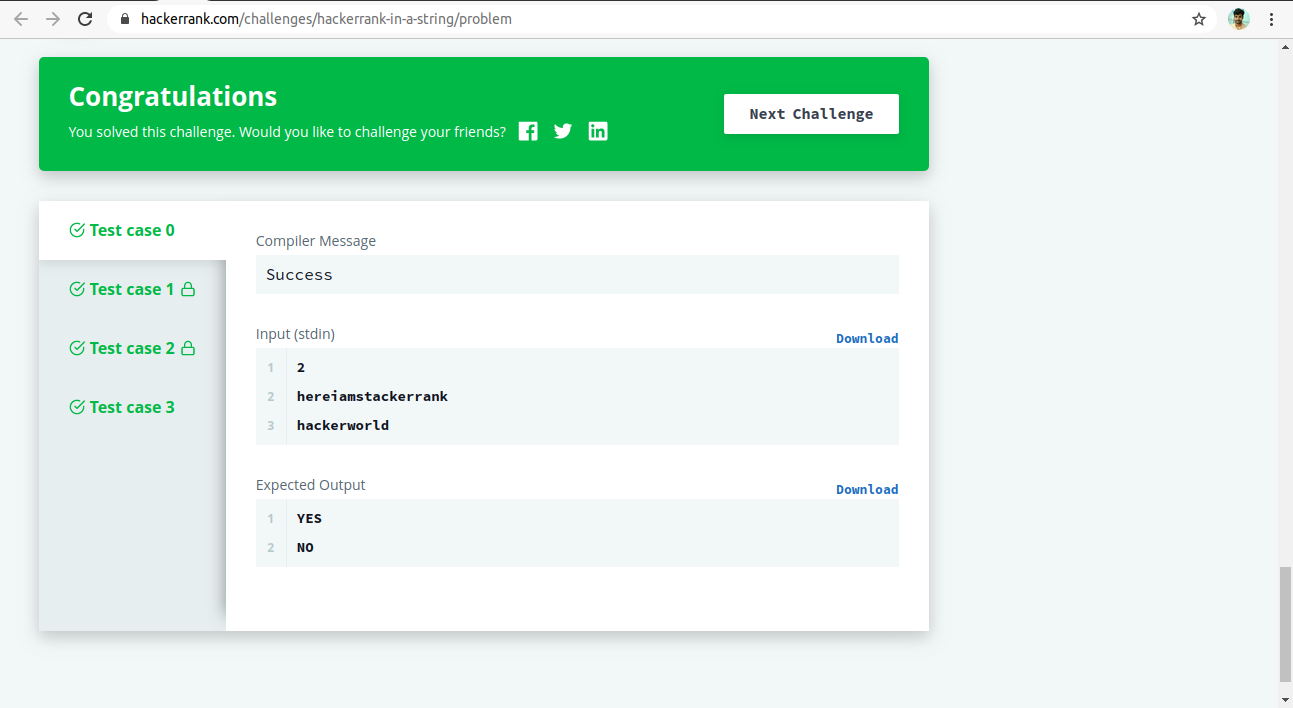 hackerrank.com/challenges/hackerrank-in-a-string/problem
Congratulations
You solved this challenge. Would you like to challenge your friends?
Next Challenge
Test case 0
Test case 1
Test case 2
Test case 3
Compiler Message
Success
Input (stdin)
Download
1 2
2 hereiamstackerrank
3 hackerworld
Expected Output
Download
1 YES
2 NO